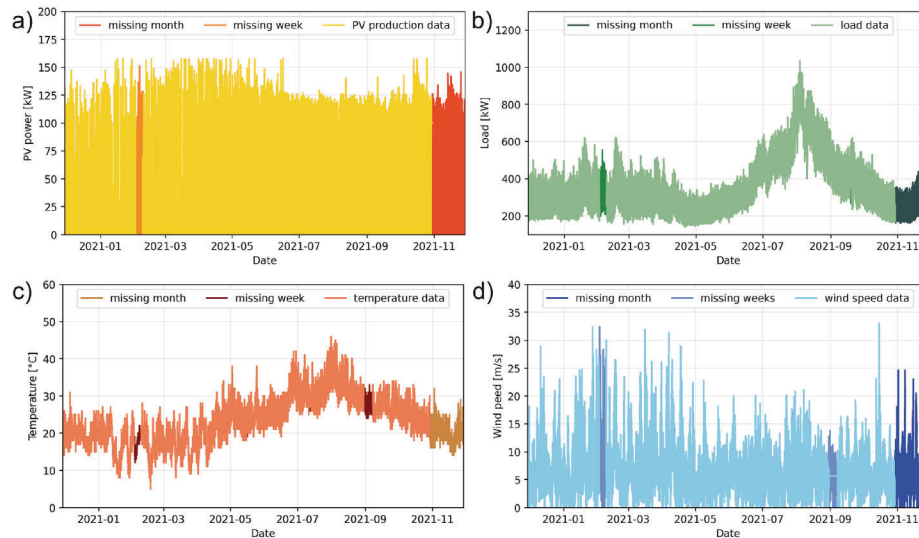 a)
missing month missing week PV production data
200
175
150
125
100
75
50
25
0
PV power [kW]
2021-01 2021-03 2021-05 2021-07 2021-09 2021-11
Date
b)
missing month missing week load data
1200
1000
800
600
400
200
Load [kW]
2021-01 2021-03 2021-05 2021-07 2021-09 2021-11
Date
c)
missing month missing week temperature data
60
50
40
30
20
10
0
Temperature [°C]
2021-01 2021-03 2021-05 2021-07 2021-09 2021-11
Date
d)
missing month missing weeks wind speed data
40
35
30
25
20
15
10
5
0
Wind peed [m/s]
2021-01 2021-03 2021-05 2021-07 2021-09 2021-11
Date